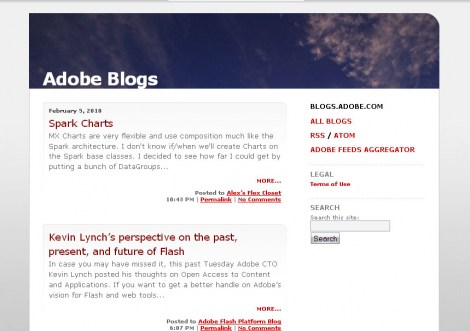 Adobe Blogs
February 5, 2010
Spark Charts
MX Charts are very flexible and use composition much like the
Spark architecture. I don't know if/when we'll create Charts on
the Spark base classes. I decided to see how far I could get by
putting a bunch of DataGroups...
MORE...
Posted to Alex's Flex Closet
10:43 PM | Permalink | No Comments
Kevin Lynch's perspective on the past,
present, and future of Flash
In case you may have missed it, this past Tuesday Adobe CTO
Kevin Lynch posted his thoughts on Open Access to Content
and Applications. If you want to get a better handle on Adobe's
vision for Flash and web tools...
MORE...
Posted to Adobe Flash Platform Blog
6:07 PM | Permalink | No Comments
BLOGS.ADOBE.COM
ALL BLOGS
RSS / ATOM
ADOBE FEEDS AGGREGATOR
LEGAL
Terms of Use
SEARCH
Search this site:
Search